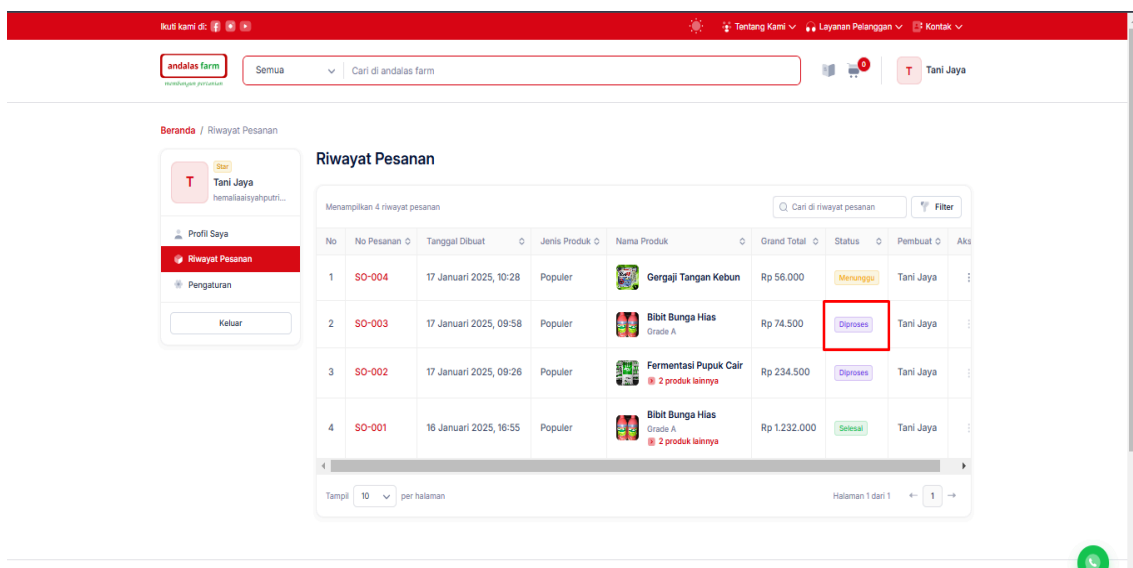 Ikuti kami di:
Tentang Kami
Layanan Pelanggan
Kontak
andalas farm
membangun pertanian
Semua
Cari di andalas farm
0
T
Tani Jaya
Beranda / Riwayat Pesanan
Star
T
Tani Jaya
hemaliaaisyahputri...
Profil Saya
Riwayat Pesanan
Pengaturan
Keluar
Riwayat Pesanan
Menampilkan 4 riwayat pesanan
Cari di riwayat pesanan
Filter
No No Pesanan Tanggal Dibuat Jenis Produk Nama Produk Grand Total Status Pembuat Aks
1 SO-004 17 Januari 2025, 10:28 Populer Gergaji Tangan Kebun Rp 56.000 Menunggu Tani Jaya
2 SO-003 17 Januari 2025, 09:58 Populer Bibit Bunga Hias Rp 74.500 Diproses Tani Jaya
Grade A
3 SO-002 17 Januari 2025, 09:26 Populer Fermentasi Pupuk Cair Rp 234.500 Diproses Tani Jaya
2 produk lainnya
4 SO-001 16 Januari 2025, 16:55 Populer Bibit Bunga Hias Rp 1.232.000 Selesai Tani Jaya
Grade A
2 produk lainnya
Tampil 10 per halaman
Halaman 1 dari 1 ← 1 →